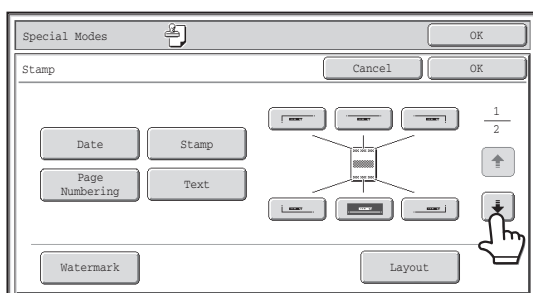 Special Modes
OK
Stamp
Cancel
OK
Date
Stamp
Page
Numbering
Text
1
2
Watermark
Layout